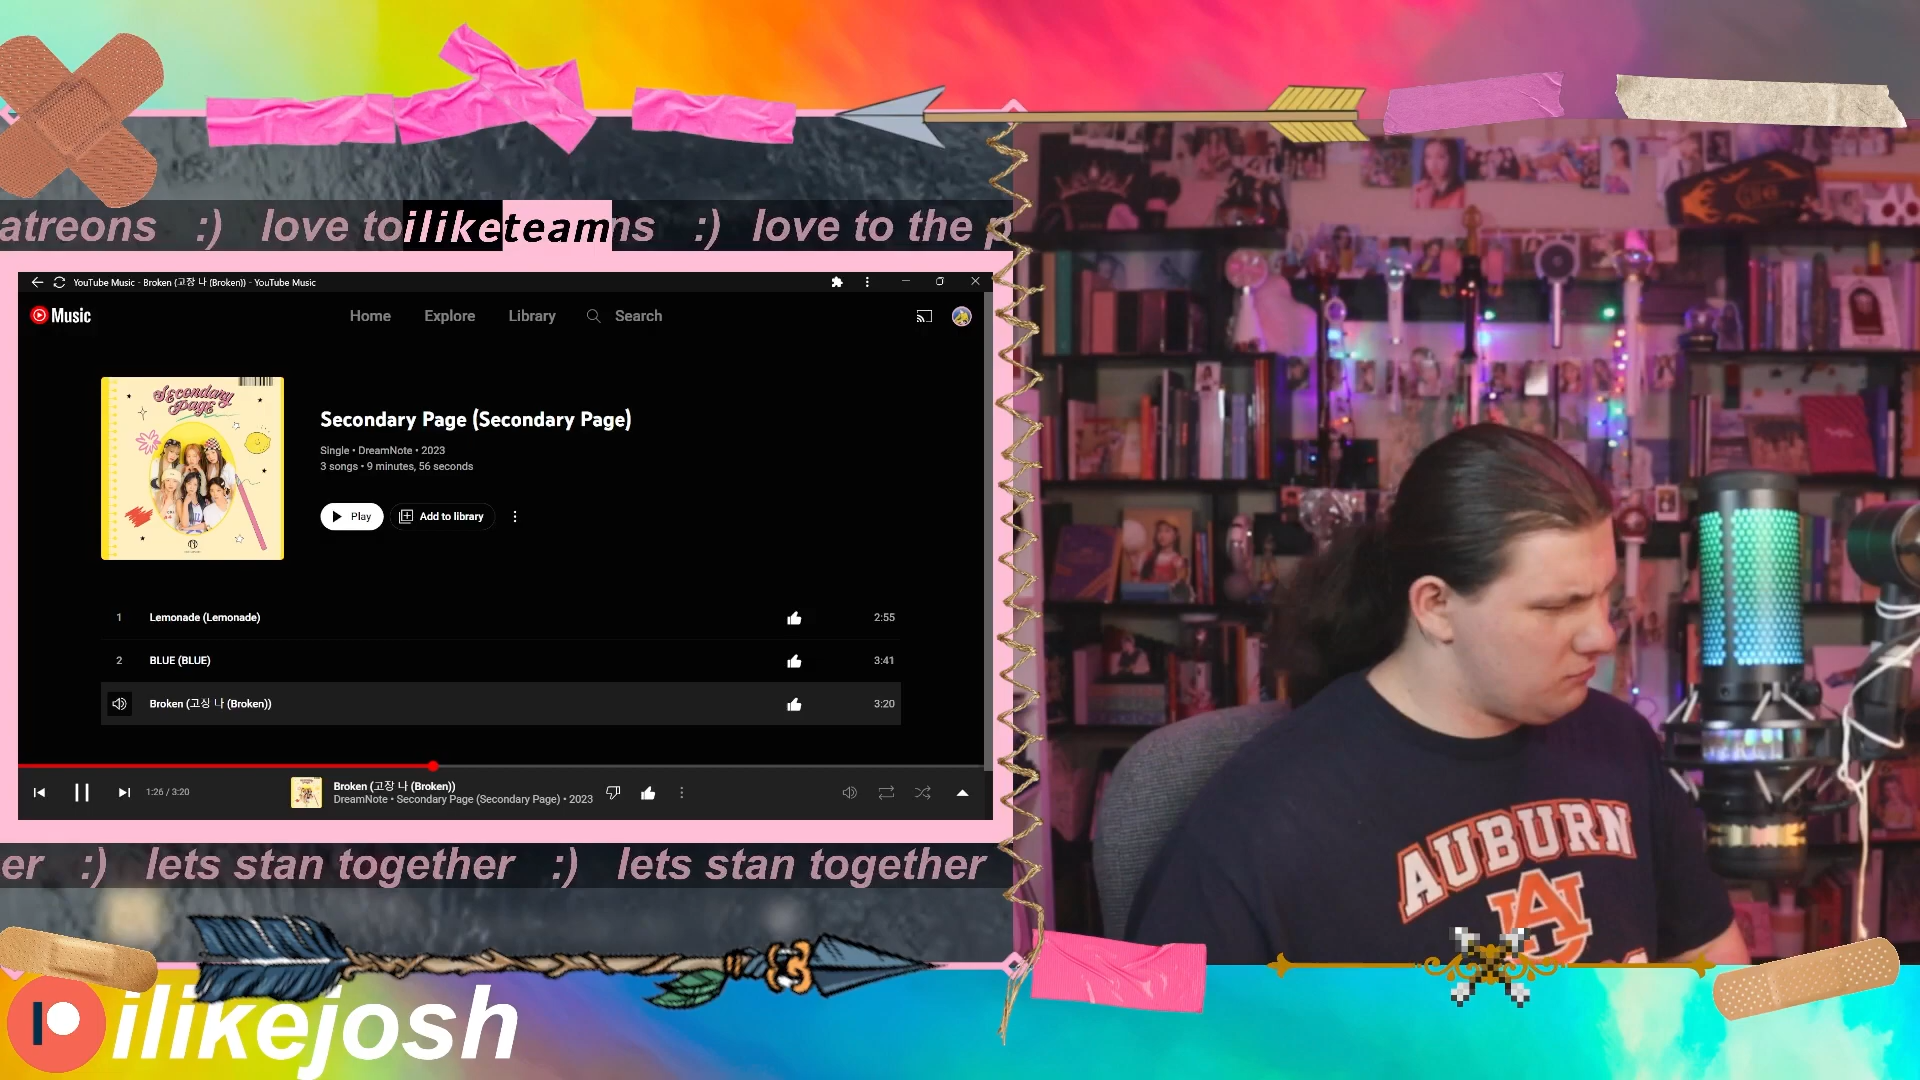 atreons :) love toiliketeamns :) love to the p
YouTube Music - Broken (고장 나 (Broken)) - YouTube Music
Music
Home Explore Library Search
Secondary Page
Secondary Page (Secondary Page)
Single • DreamNote • 2023
3 songs • 9 minutes, 56 seconds
Play
Add to library
1 Lemonade (Lemonade) 2:55
2 BLUE (BLUE) 3:41
Broken (고장 나 (Broken)) 3:20
1:26 / 3:20
Broken (고장 나 (Broken))
DreamNote • Secondary Page (Secondary Page) • 2023
er :) lets stan together :) lets stan together
AUBURN
AU
ilikejosh